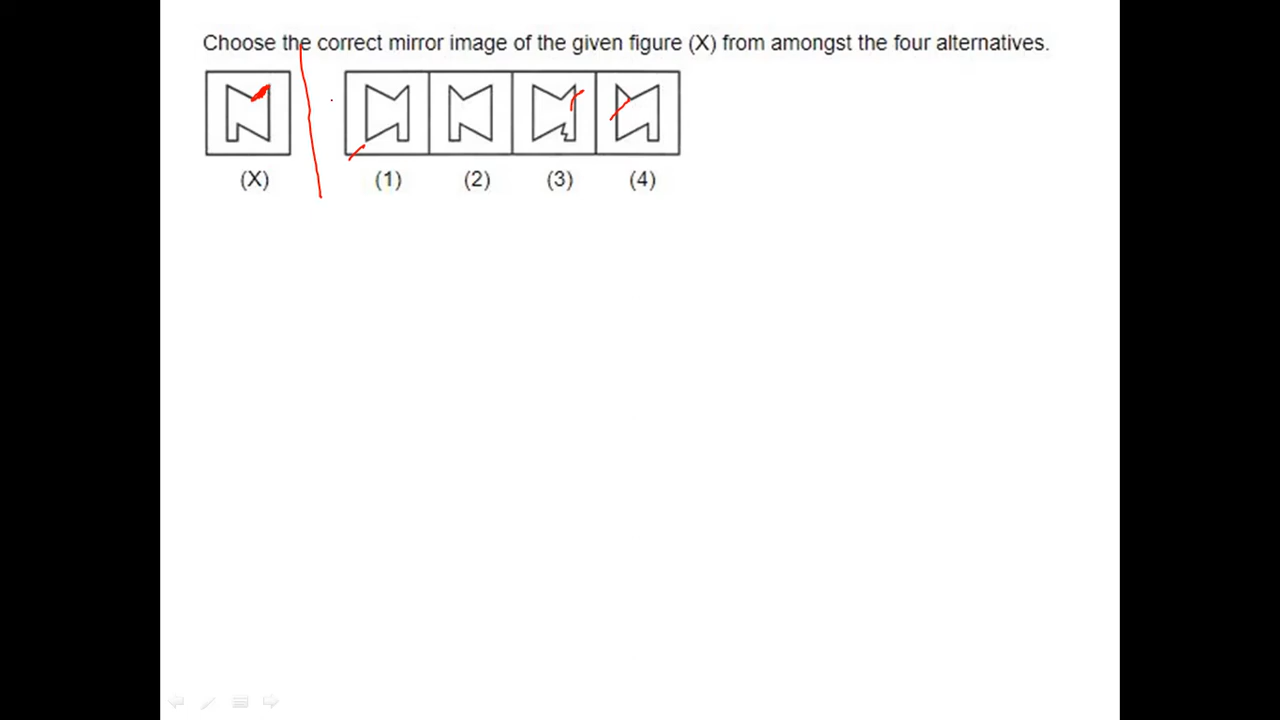 Choose the correct mirror image of the given figure (X) from amongst the four alternatives.
(X) (1) (2) (3) (4)